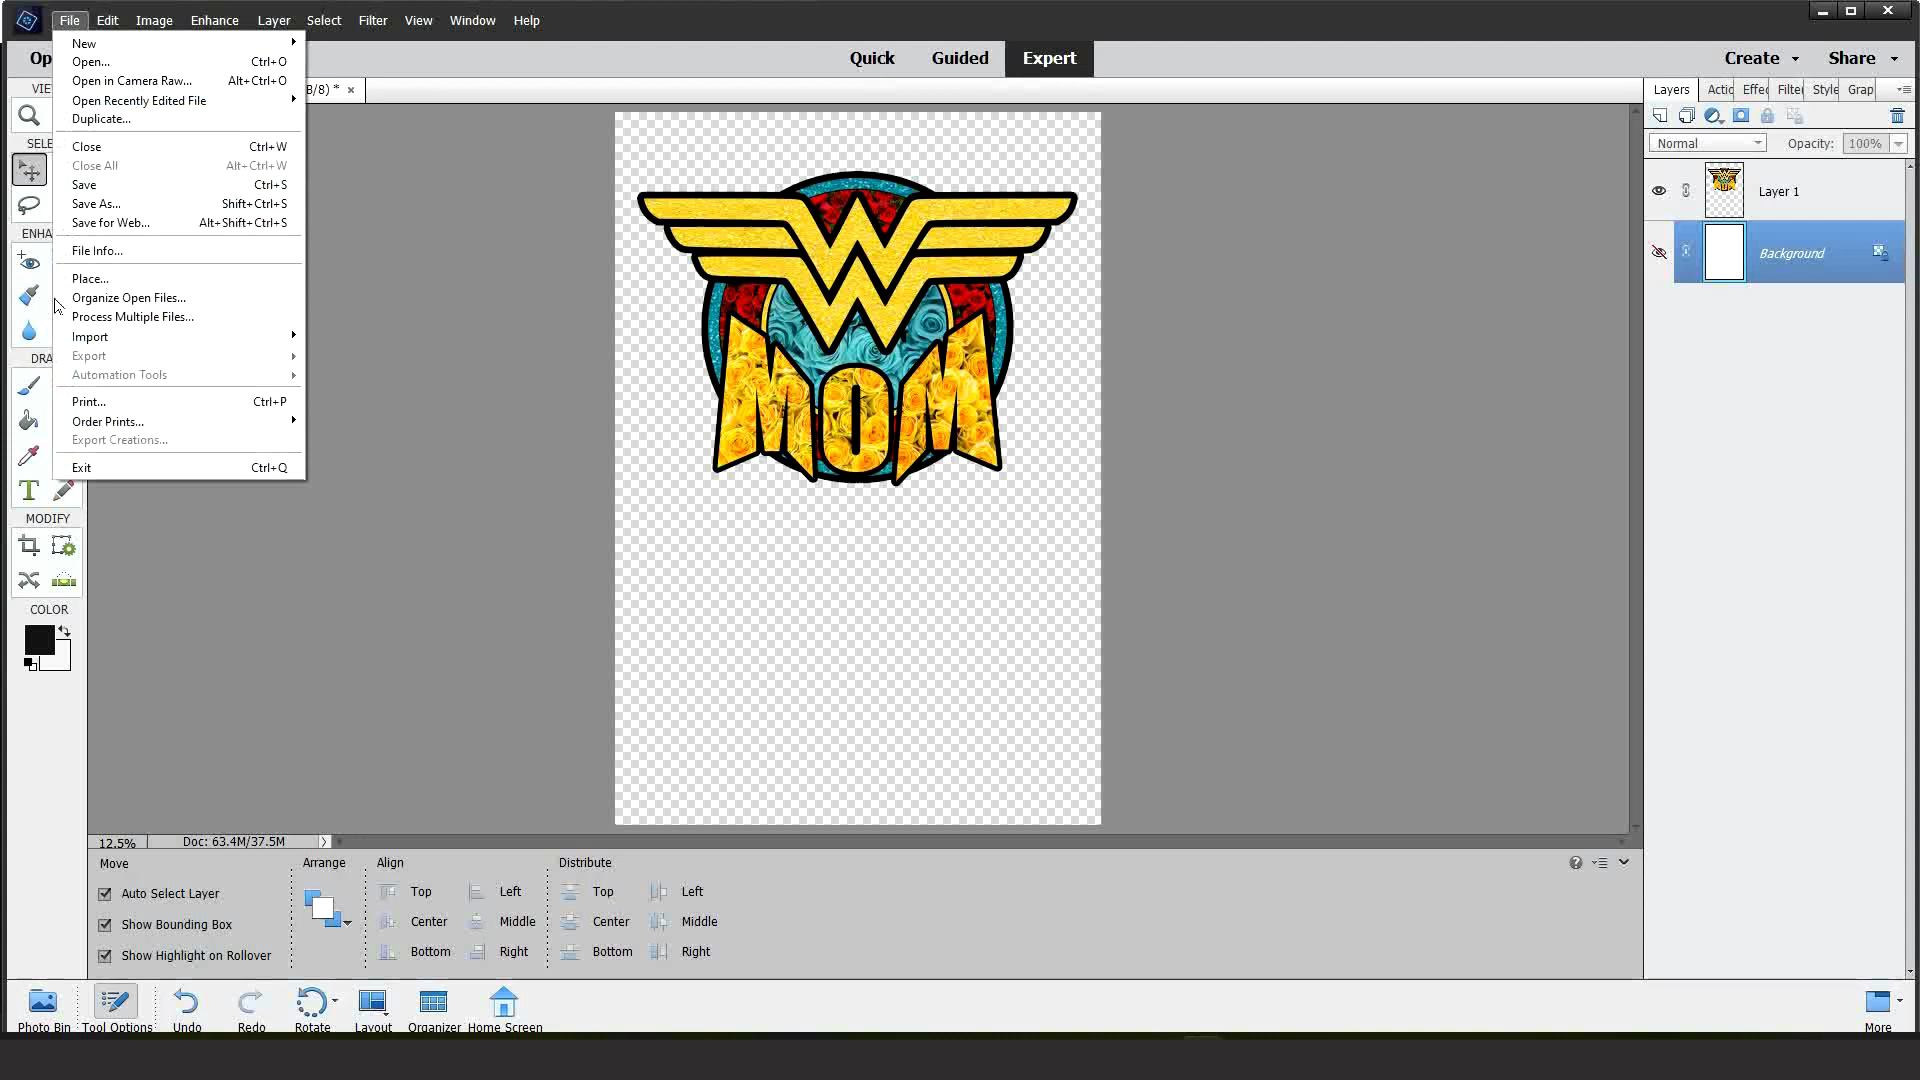 File Edit Image Enhance Layer Select Filter View Window Help
Op Quick Guided Expert Create Share
B/8) * ×
New
Open... Ctrl+O
Open in Camera Raw... Alt+Ctrl+O
Open Recently Edited File
Duplicate...
Close Ctrl+W
Close All Alt+Ctrl+W
Save Ctrl+S
Save As... Shift+Ctrl+S
Save for Web... Alt+Shift+Ctrl+S
File Info...
Place...
Organize Open Files...
Process Multiple Files...
Import
Export
Automation Tools
Print... Ctrl+P
Order Prints...
Export Creations...
Exit Ctrl+Q
VIE
SELE
ENHA
DRA
T
MODIFY
COLOR
W
MOM
Layers Actic Effec Filter Style Grap
Normal Opacity: 100%
Layer 1
Background
12.5% Doc: 63.4M/37.5M
Move Arrange Align Distribute
Auto Select Layer Top Left Top Left
Show Bounding Box Center Middle Center Middle
Show Highlight on Rollover Bottom Right Bottom Right
Photo Bin Tool Options Undo Redo Rotate Layout Organizer Home Screen More